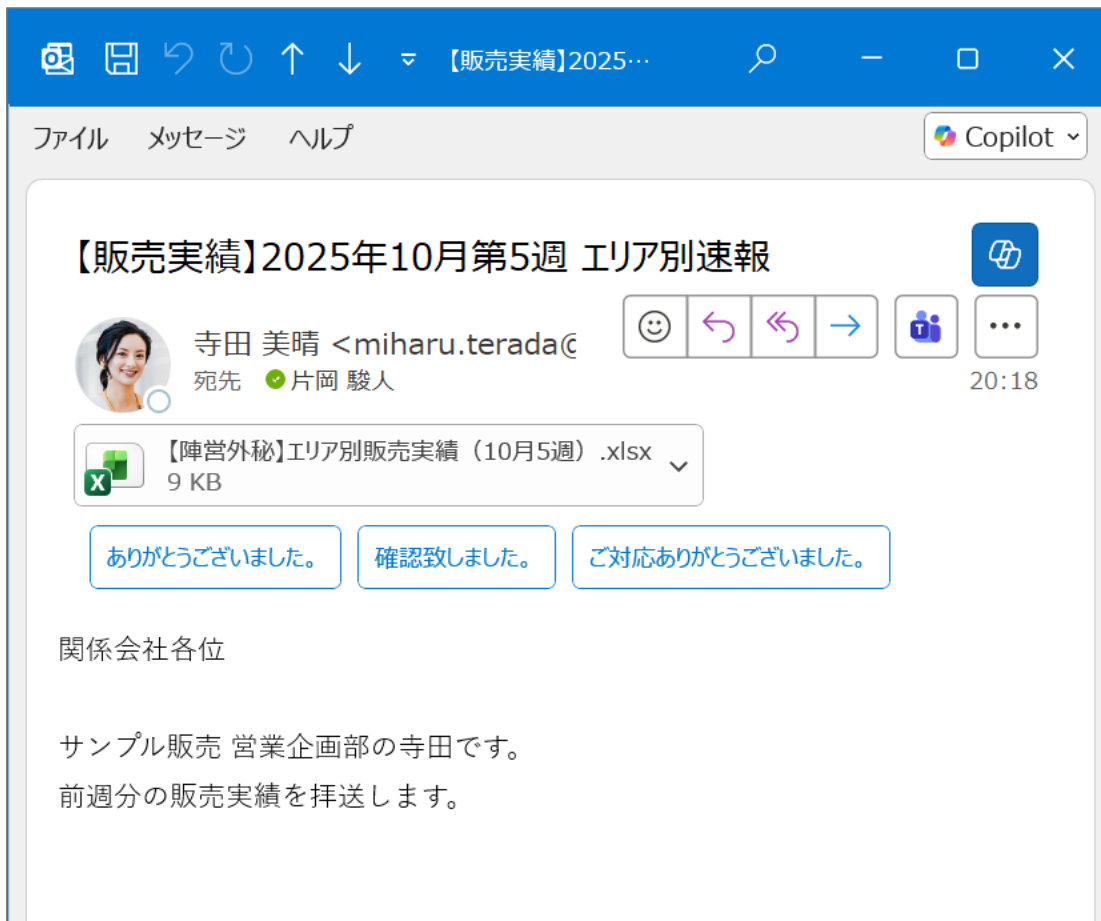 【販売実績】2025…
ファイル メッセージ ヘルプ Copilot
【販売実績】2025年10月第5週 エリア別速報
寺田 美晴 <miharu.terada@
宛先 片岡 駿人
20:18
【陣営外秘】エリア別販売実績（10月5週）.xlsx
9 KB
ありがとうございました。 確認致しました。 ご対応ありがとうございました。
関係会社各位
サンプル販売 営業企画部の寺田です。
前週分の販売実績を拝送します。